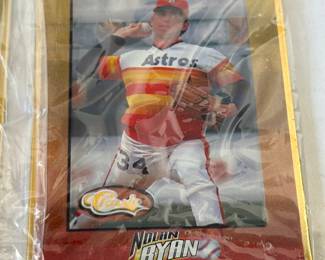 Astros
34
Classic
NOLAN
RYAN